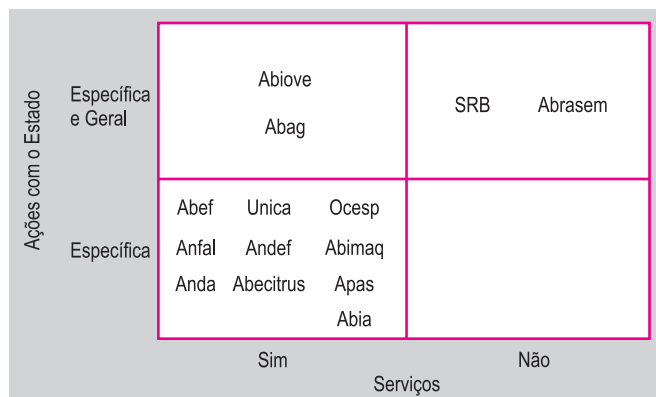 Ações com o Estado
Específica
e Geral
Abiove
Abag
SRB Abrasem
Específica
Abef Unica Ocesp
Anfal Andef Abimaq
Anda Abecitrus Apas
Abia
Sim Não
Serviços